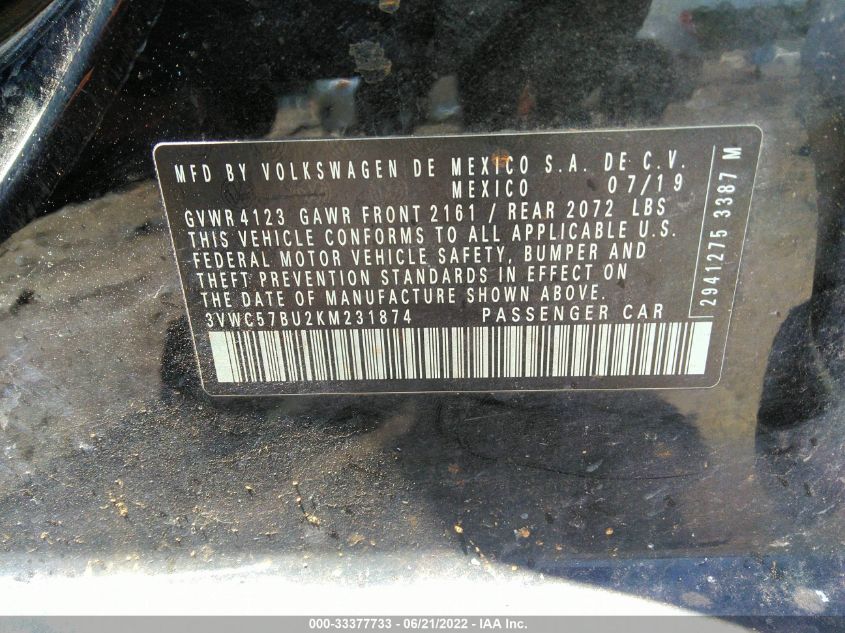 MFD BY VOLKSWAGEN DE MEXICO S.A. DE C.V.
MEXICO 07/19
GVWR 4123 GAWR FRONT 2161 / REAR 2072 LBS
THIS VEHICLE CONFORMS TO ALL APPLICABLE U.S.
FEDERAL MOTOR VEHICLE SAFETY, BUMPER AND
THEFT PREVENTION STANDARDS IN EFFECT ON
THE DATE OF MANUFACTURE SHOWN ABOVE.
3VWC57BU2KM231874 PASSENGER CAR
2941275 3387 M
000-33377733 - 06/21/2022 - IAA Inc.